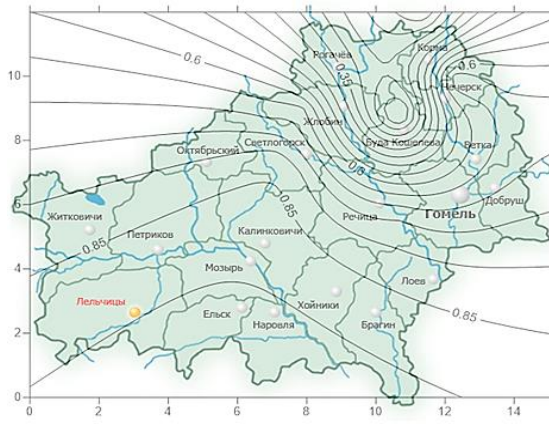 Рогачёв
Корма
0.6
0.35
0.6
Чечерск
10
Жлобин
8
Светлогорск
Буда Кошелева
Ветка
Октябрьский
0.6
6
0.85
Добруш
Житковичи
Речица
Гомель
Петриков
Калинковичи
0.85
4
Мозырь
Лоев
Лельчицы
Хойники
0.85
2
Ельск
Наровля
Брагин
0
0
2
4
6
8
10
12
14